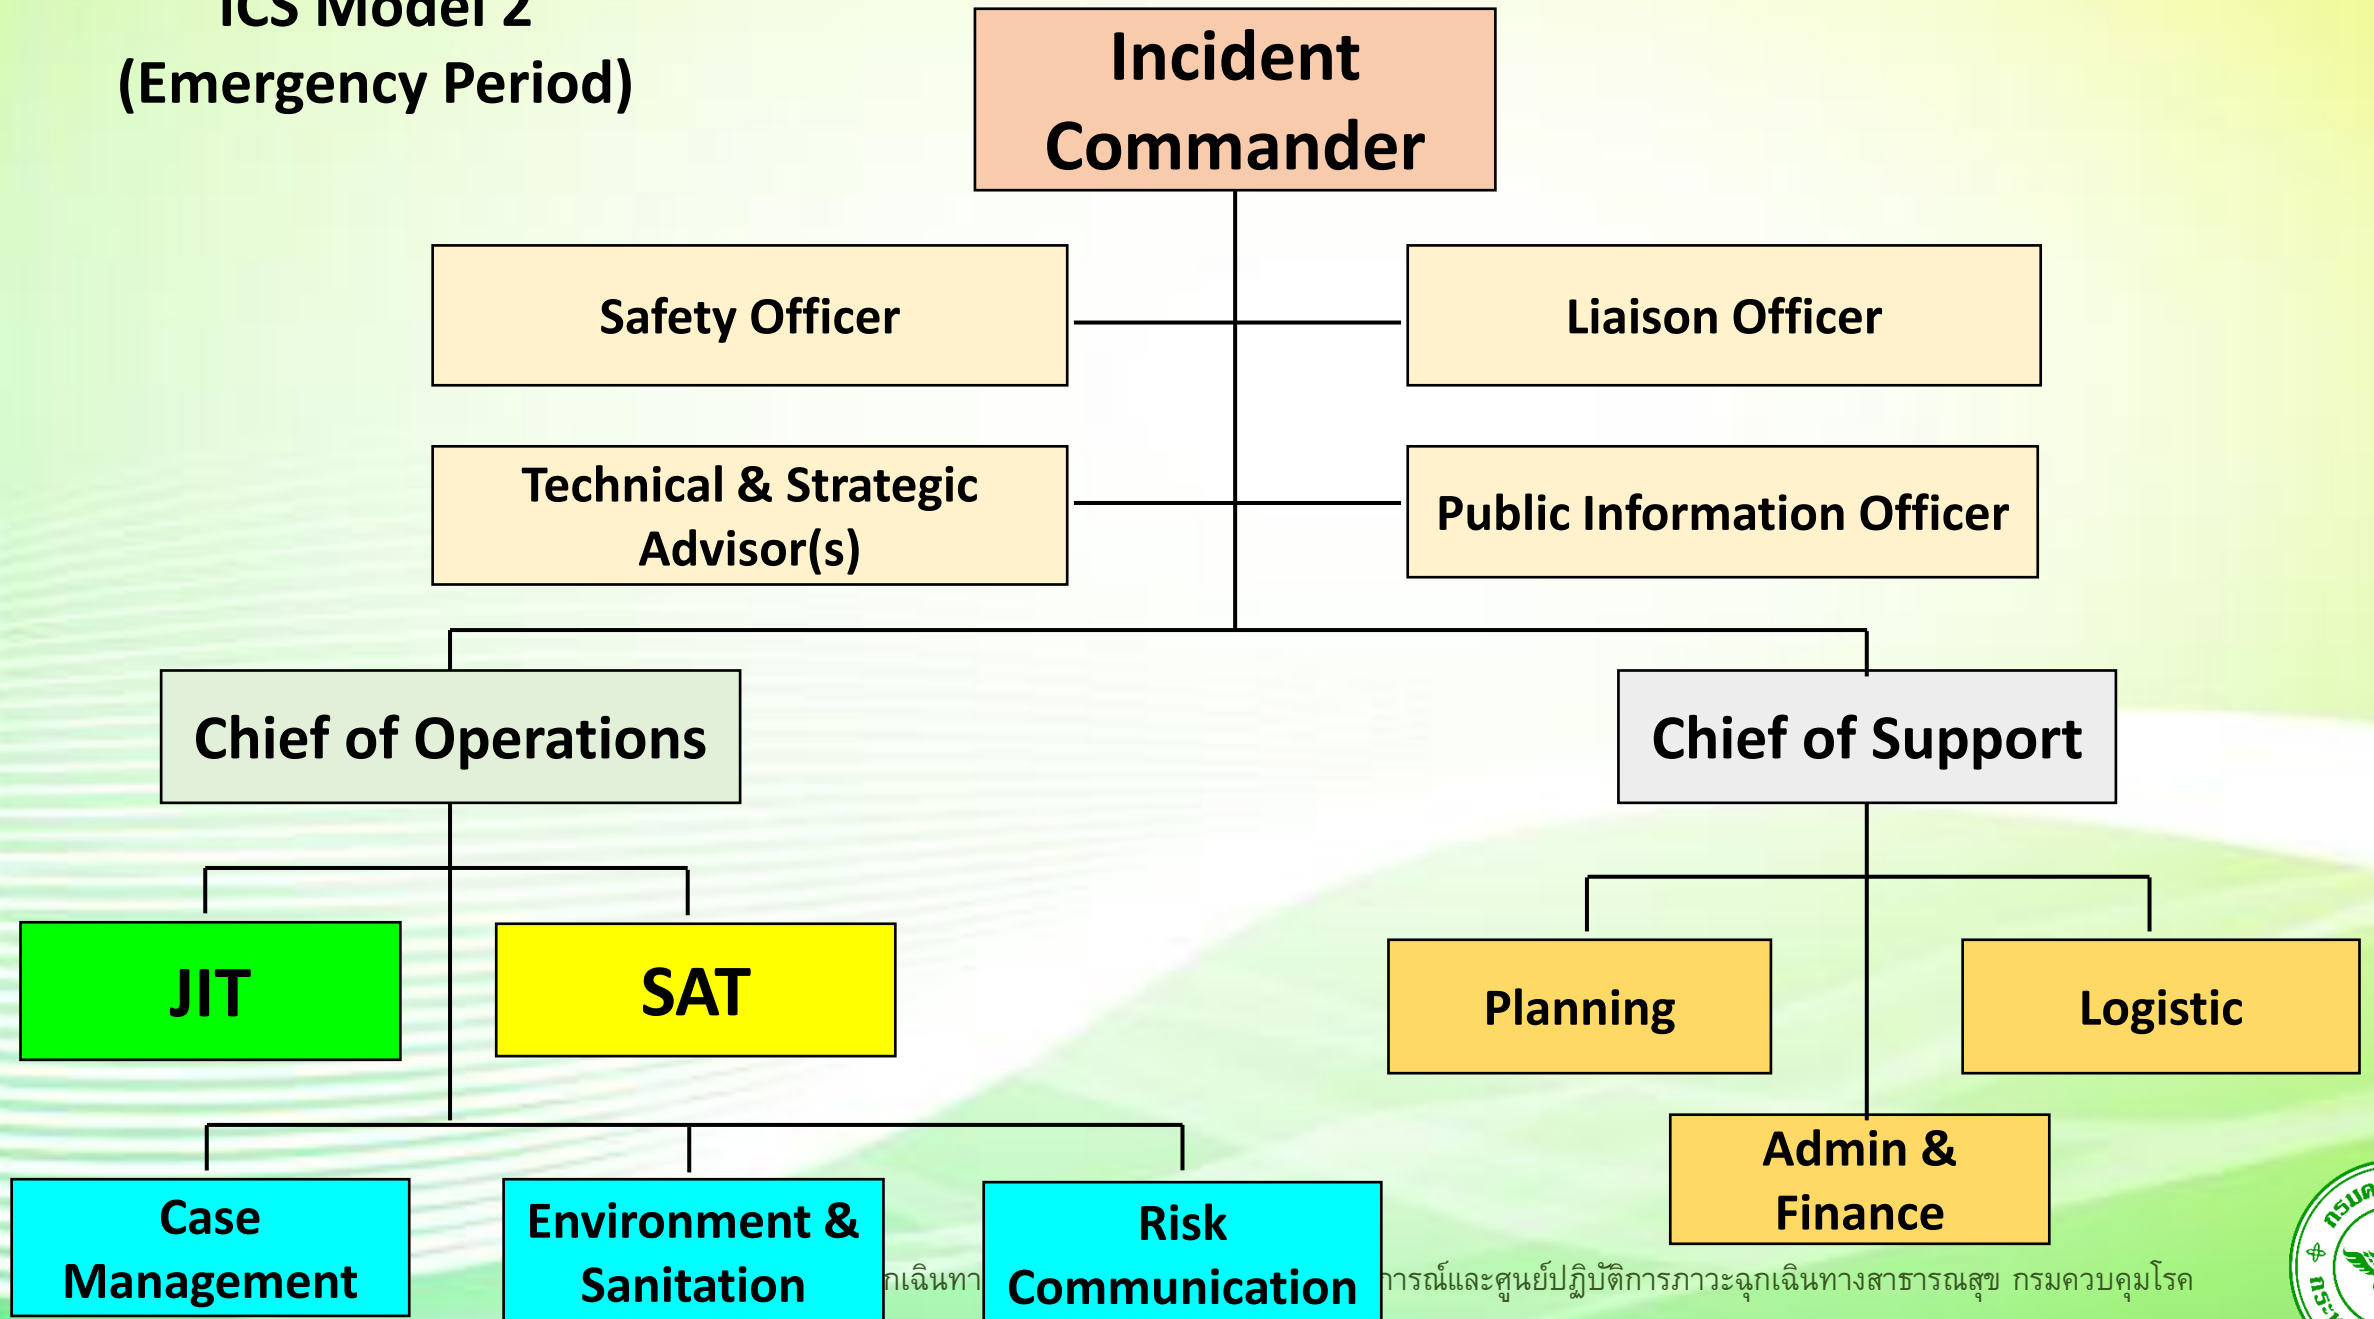 ICS Model 2
(Emergency Period)
Incident
Commander
Safety Officer
Liaison Officer
Technical & Strategic
Advisor(s)
Public Information Officer
Chief of Operations
Chief of Support
JIT
SAT
Planning
Logistic
Case
Management
Environment &
Sanitation
Risk
Communication
Admin &
Finance
และศูนย์ปฏิบัติการภาวะฉุกเฉินทางสาธารณสุข กรมควบคุมโรค